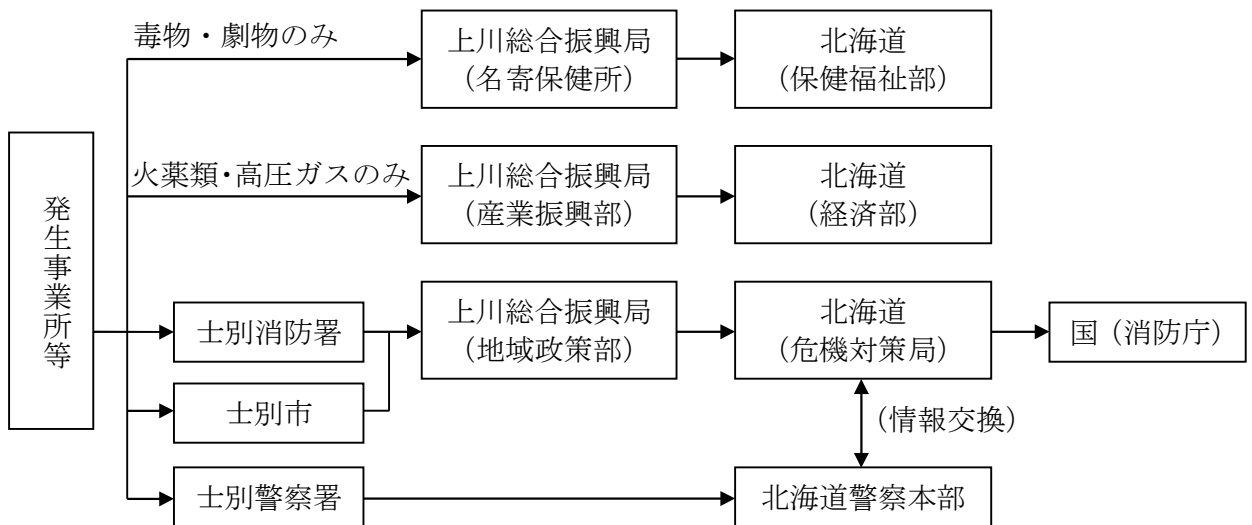 毒物・劇物のみ
上川総合振興局
（名寄保健所）
北海道
（保健福祉部）
火薬類・高圧ガスのみ
上川総合振興局
（産業振興部）
北海道
（経済部）
発生事業所等
士別消防署
上川総合振興局
（地域政策部）
北海道
（危機対策局）
国（消防庁）
士別市
（情報交換）
士別警察署
北海道警察本部